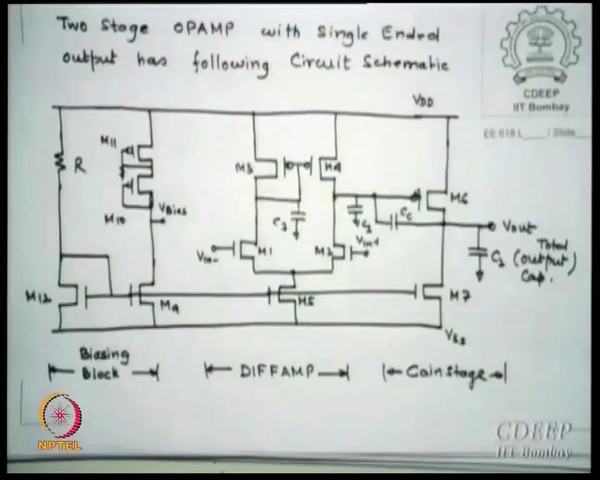 Two Stage OPAMP with Single Ended
output has following Circuit Schematic
CDEEP
IIT Bombay
EE 618 L___/ Slide
VDD
R
M11
M10
VBias
M3
M4
M6
C3
C1
Cc
Vout
Vin-
M1
M2
Vin+
C2 (Total output Cap.)
M12
M9
M5
M7
Vss
Biasing
Block
DIFFAMP
Gain stage
NPTEL
CDEEP
IIT Bombay